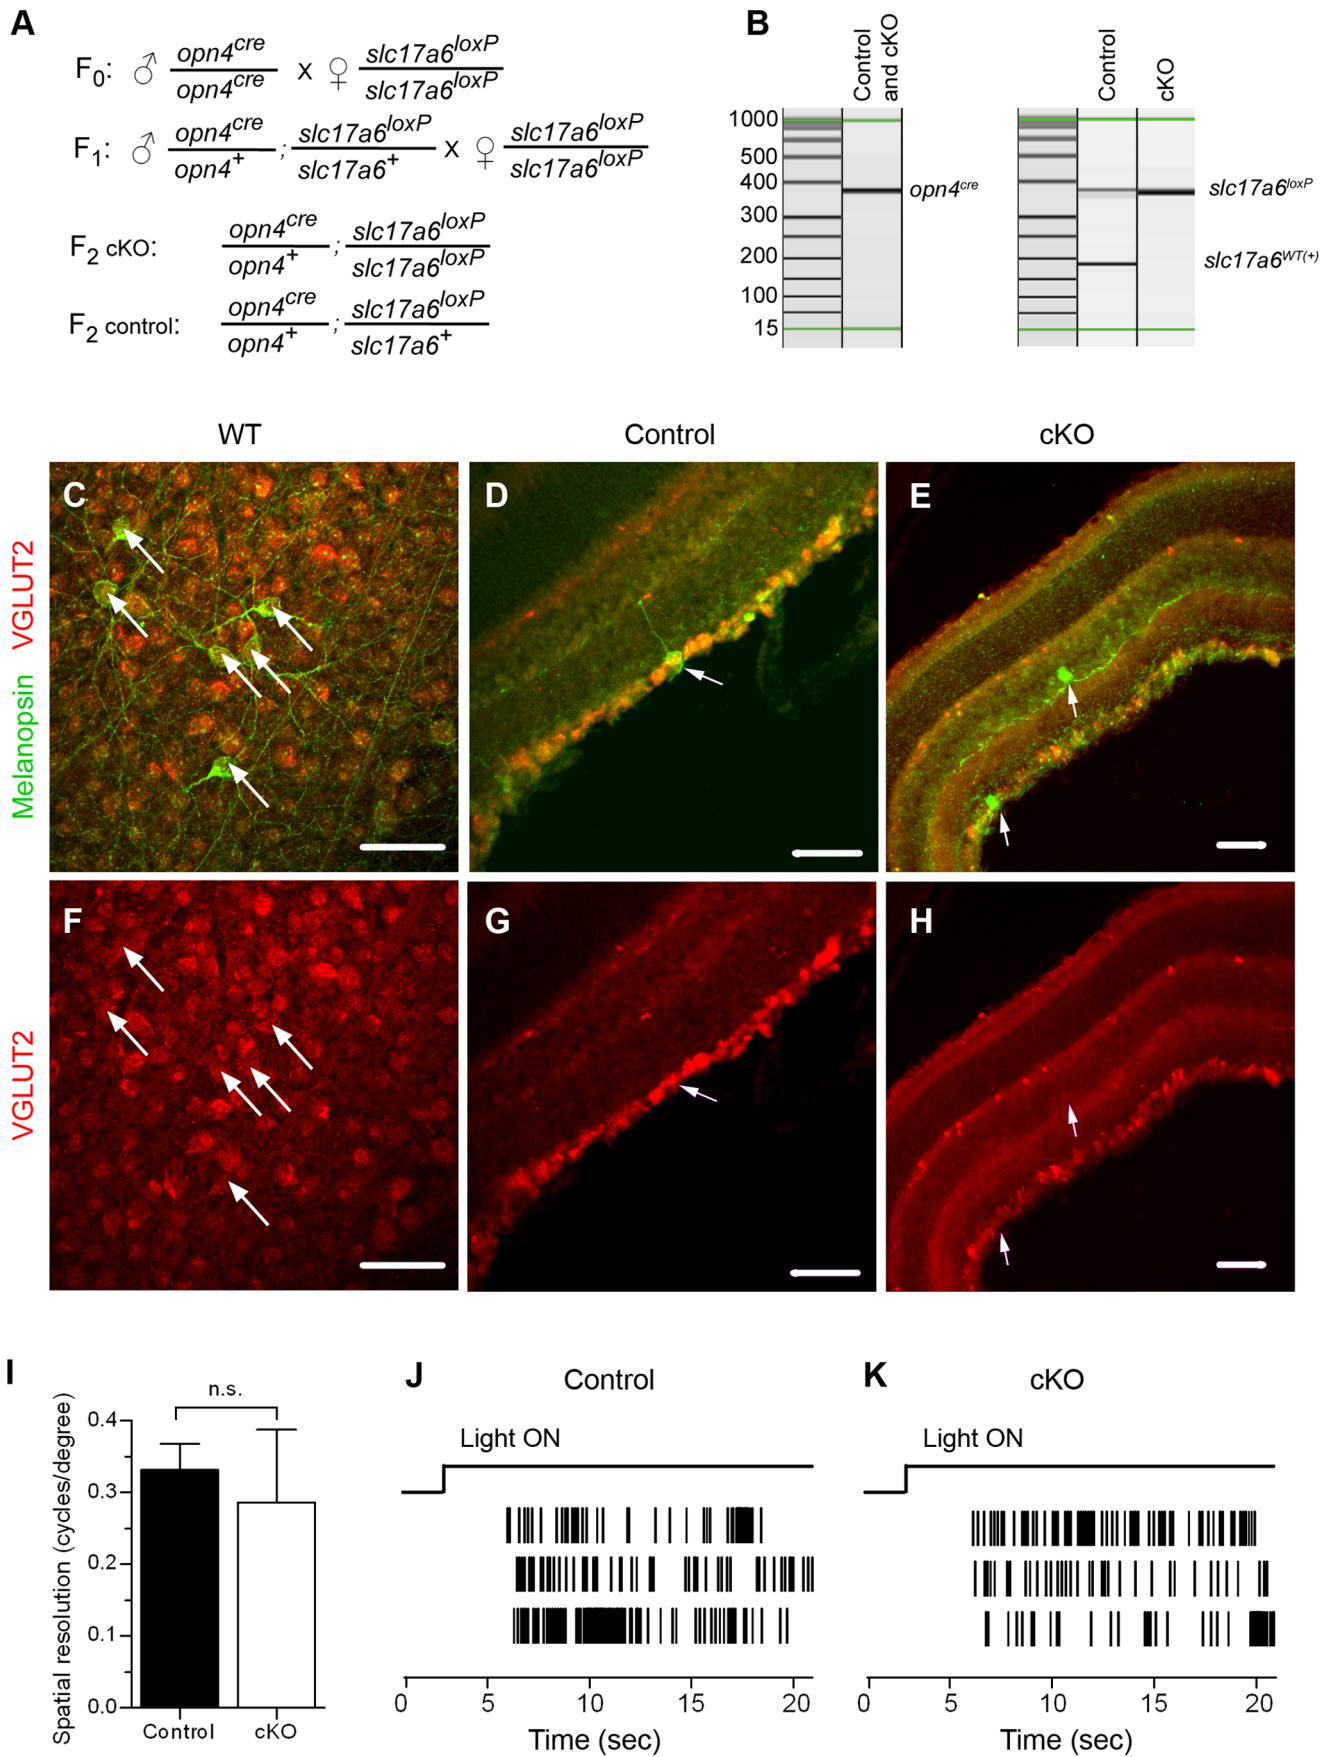 A
F0: ♂ opn4cre / opn4cre x ♀ slc17a6loxP / slc17a6loxP
F1: ♂ opn4cre / opn4+ ; slc17a6loxP / slc17a6+ x ♀ slc17a6loxP / slc17a6loxP
F2 cKO: opn4cre / opn4+ ; slc17a6loxP / slc17a6loxP
F2 control: opn4cre / opn4+ ; slc17a6loxP / slc17a6+
B
Control and cKO
Control
cKO
1000
500
400
300
200
100
15
opn4cre
slc17a6loxP
slc17a6WT(+)
WT
Control
cKO
Melanopsin VGLUT2
C
D
E
VGLUT2
F
G
H
I
n.s.
Spatial resolution (cycles/degree)
0.4
0.3
0.2
0.1
0.0
Control
cKO
J
Control
Light ON
0 5 10 15 20
Time (sec)
K
cKO
Light ON
0 5 10 15 20
Time (sec)